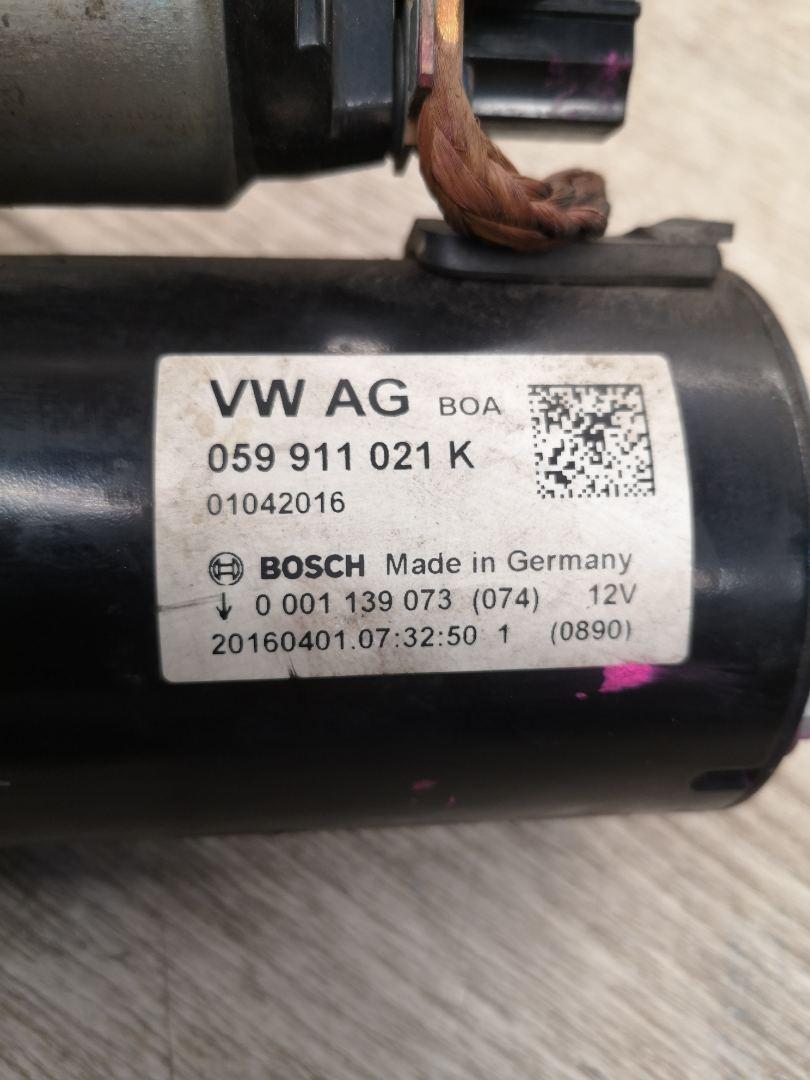 VW AG BOA
059 911 021 K
01042016
BOSCH Made in Germany
↓ 0 001 139 073 (074) 12V
20160401.07:32:50 1 (0890)